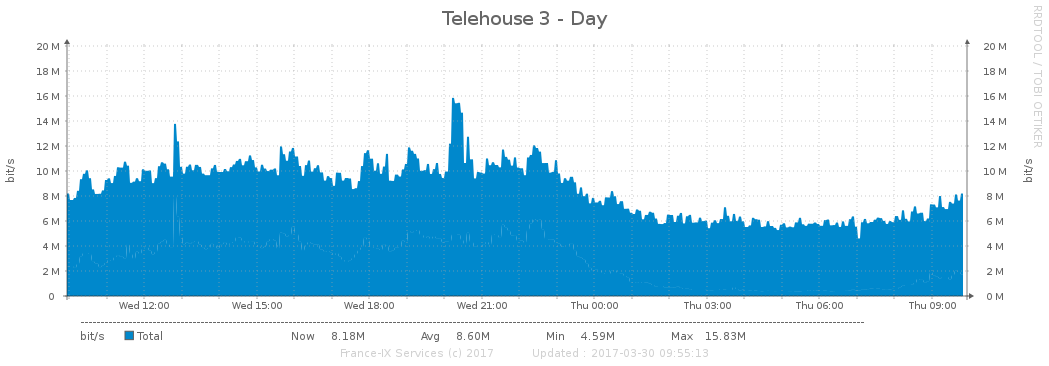 Telehouse 3 - Day
RRDTOOL / TOBI OETIKER
20 M 20 M
18 M 18 M
16 M 16 M
14 M 14 M
12 M 12 M
10 M 10 M
8 M 8 M
6 M 6 M
4 M 4 M
2 M 2 M
0 0 M
bit/s
bit/s
Wed 12:00 Wed 15:00 Wed 18:00 Wed 21:00 Thu 00:00 Thu 03:00 Thu 06:00 Thu 09:00
bit/s Total Now 8.18M Avg 8.60M Min 4.59M Max 15.83M
France-IX Services (c) 2017 Updated : 2017-03-30 09:55:13